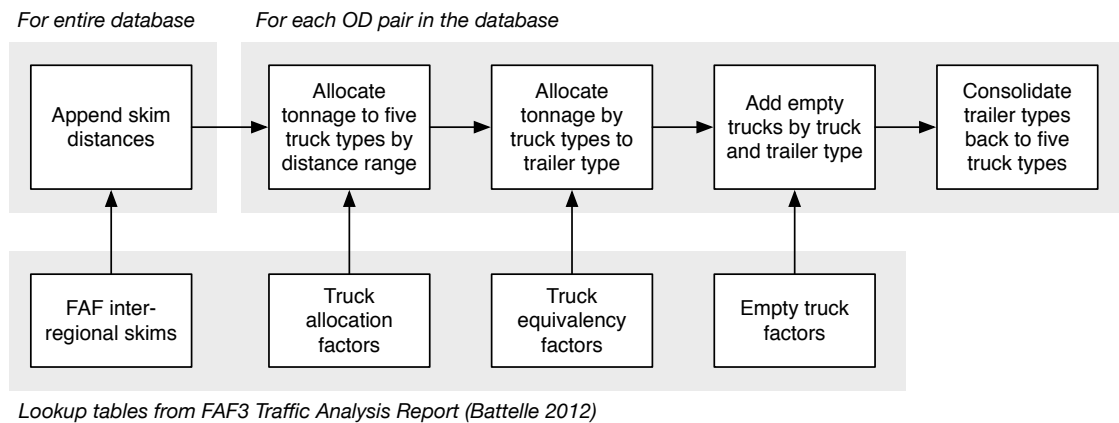 For entire database
For each OD pair in the database
Append skim
distances
Allocate
tonnage to five
truck types by
distance range
Allocate
tonnage by
truck types to
trailer type
Add empty
trucks by truck
and trailer type
Consolidate
trailer types
back to five
truck types
FAF inter-
regional skims
Truck
allocation
factors
Truck
equivalency
factors
Empty truck
factors
Lookup tables from FAF3 Traffic Analysis Report (Battelle 2012)